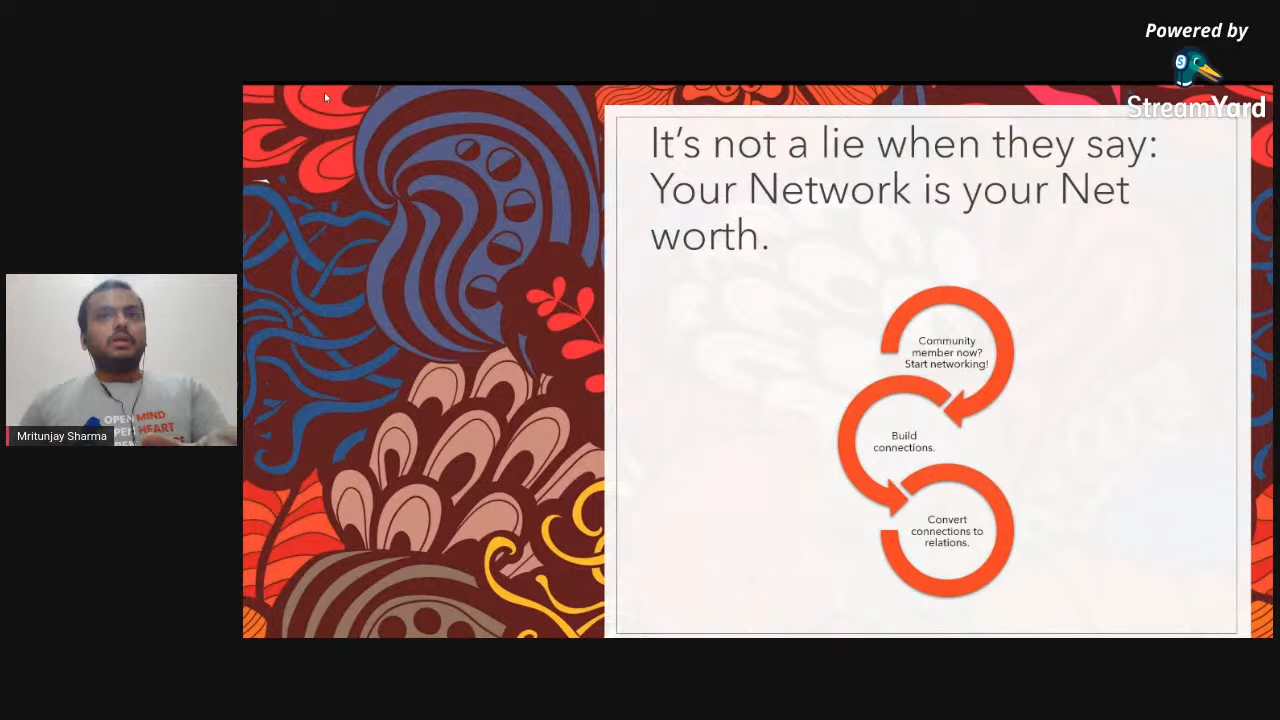 Powered by
StreamYard
It's not a lie when they say:
Your Network is your Net
worth.
Community
member now?
Start networking!
Build
connections.
Convert
connections to
relations.
OPEN MIND
HEART
Mritunjay Sharma